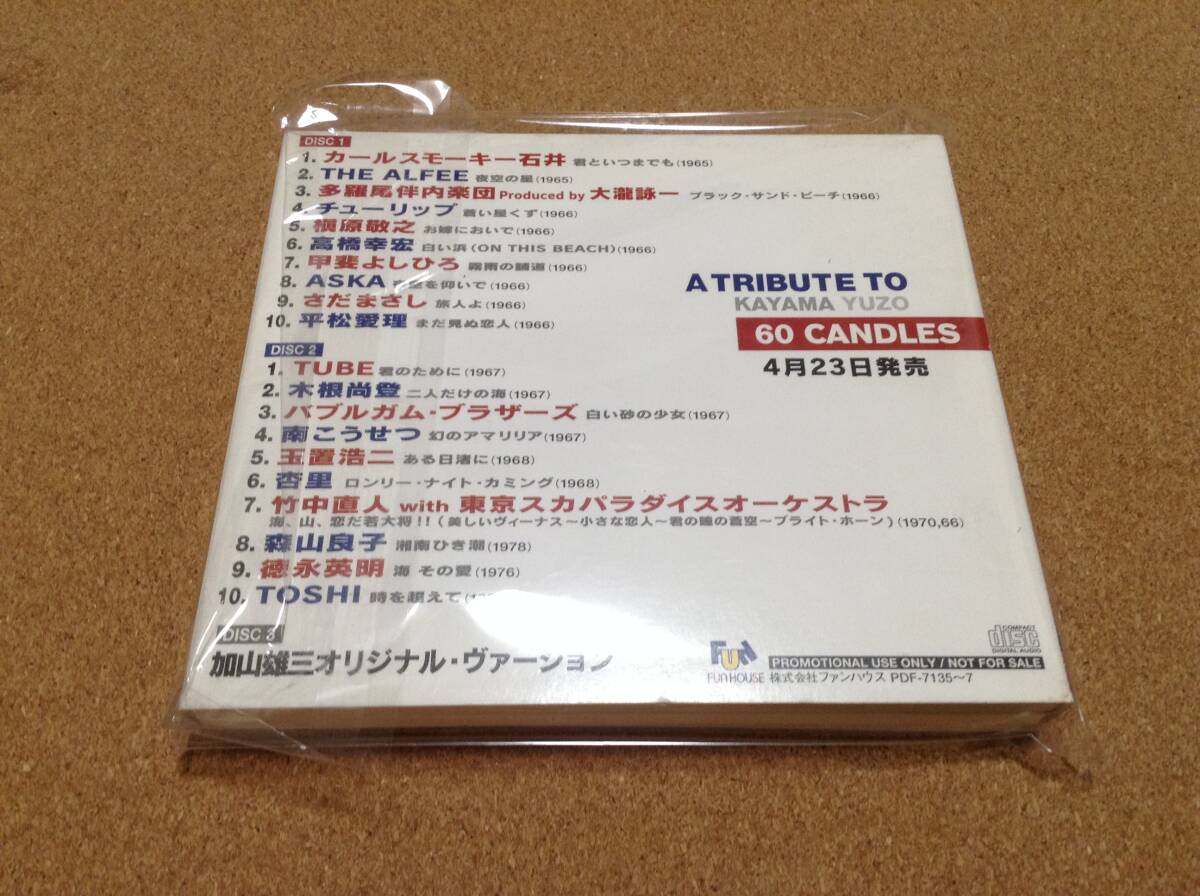 DISC 1
1. カールスモーキー石井 君といつまでも(1965)
2. THE ALFEE 夜空の星(1965)
3. 多羅尾伴内楽団 Produced by 大瀧詠一 ブラック・サンド・ビーチ(1966)
4. チューリップ 蒼い星くず(1966)
5. 槇原敬之 お嫁においで(1966)
6. 高橋幸宏 白い浜(ON THIS BEACH)(1966)
7. 甲斐よしひろ 霧雨の舗道(1966)
8. ASKA を仰いで(1966)
9. さだまさし 旅人よ(1966)
10. 平松愛理 まだ見ぬ恋人(1966)
DISC 2
1. TUBE 君のために(1967)
2. 木根尚登 二人だけの海(1967)
3. バブルガム・ブラザーズ 白い砂の少女(1967)
4. 南こうせつ 幻のアマリリア(1967)
5. 玉置浩二 ある日渚に(1968)
6. 杏里 ロンリー・ナイト・カミング(1968)
7. 竹中直人 with 東京スカパラダイスオーケストラ
海、山、恋だ若大将!!(美しいヴィーナス〜小さな恋人〜君の瞳の蒼空〜ブライト・ホーン)(1970,66)
8. 森山良子 湘南ひき潮(1978)
9. 徳永英明 海 その愛(1976)
10. TOSHI 時を超えて
DISC 3
加山雄三オリジナル・ヴァージョン
A TRIBUTE TO
KAYAMA YUZO
60 CANDLES
4月23日発売
Fun
FUN HOUSE
COMPACT
disc
DIGITAL AUDIO
PROMOTIONAL USE ONLY / NOT FOR SALE
株式会社ファンハウス PDF-7135〜7